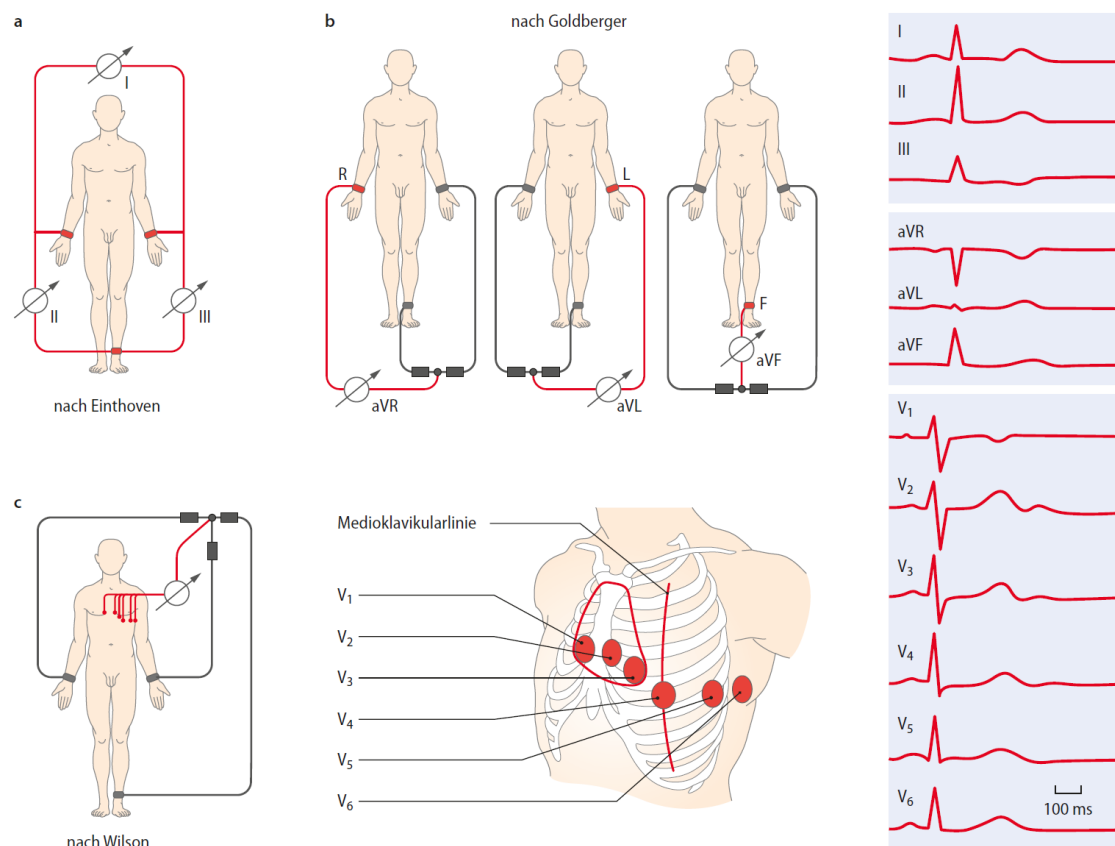 a
I
II
III
nach Einthoven
b
nach Goldberger
R
L
F
aVR
aVL
aVF
c
nach Wilson
Medioklavikularlinie
V1
V2
V3
V4
V5
V6
I
II
III
aVR
aVL
aVF
V1
V2
V3
V4
V5
V6
100 ms